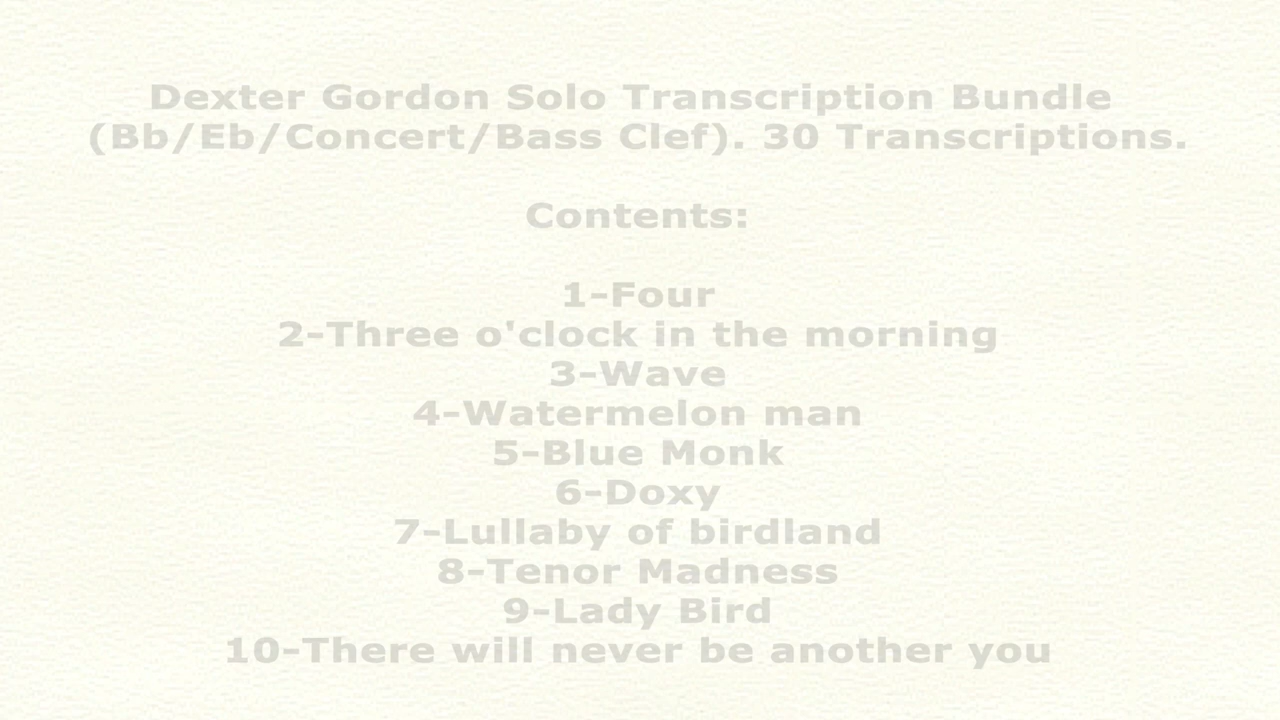 Dexter Gordon Solo Transcription Bundle
(Bb/Eb/Concert/Bass Clef). 30 Transcriptions.
Contents:
1-Four
2-Three o'clock in the morning
3-Wave
4-Watermelon man
5-Blue Monk
6-Doxy
7-Lullaby of birdland
8-Tenor Madness
9-Lady Bird
10-There will never be another you